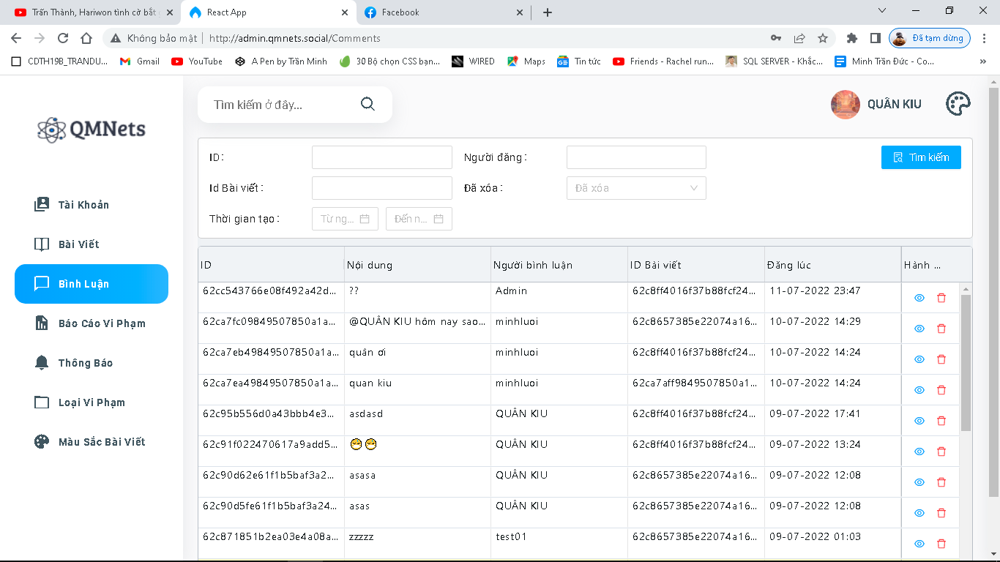 Trấn Thành, Hariwon tình cờ bắt
React App
Facebook
Không bảo mật
http://admin.qmnets.social/Comments
Đã tạm dừng
CDTH19B_TRANDU...
Gmail
YouTube
A Pen by Trần Minh
30 Bộ chọn CSS bạn...
WIRED
Maps
Tin tức
Friends - Rachel run...
SQL SERVER - Khắc...
Minh Trần Đức - Co...
Tìm kiếm ở đây...
QUÂN KIU
QMNets
ID:
Người đăng:
Tìm kiếm
Id Bài viết:
Đã xóa:
Đã xóa
Thời gian tạo:
Từ ng...
Đến n...
Tài Khoản
Bài Viết
Bình Luận
Báo Cáo Vi Phạm
Thông Báo
Loại Vi Phạm
Màu Sắc Bài Viết
ID Nội dung Người bình luận ID Bài viết Đăng lúc Hành ...
62cc543766e08f492a42d... ?? Admin 62c8ff4016f37b88fcf24... 11-07-2022 23:47
62ca7fc09849507850a1a... @QUÂN KIU hôm nay sao... minhluoi 62c8657385e22074a16... 10-07-2022 14:29
62ca7eb49849507850a1a... quân ơi minhluoi 62c8ff4016f37b88fcf24... 10-07-2022 14:24
62ca7ea49849507850a1a... quan kiu minhluoi 62ca7aff9849507850a1... 10-07-2022 14:24
62c95b556d0a43bbb4e3... asdasd QUÂN KIU 62c8ff4016f37b88fcf24... 09-07-2022 17:41
62c91f022470617a9add5... 😷😷 QUÂN KIU 62c8ff4016f37b88fcf24... 09-07-2022 13:24
62c90d62e61f1b5baf3a2... asasa QUÂN KIU 62c8657385e22074a16... 09-07-2022 12:08
62c90d5fe61f1b5baf3a24... asas QUÂN KIU 62c8657385e22074a16... 09-07-2022 12:08
62c871851b2ea03e4a08a... zzzzz test01 62c8657385e22074a16... 09-07-2022 01:03